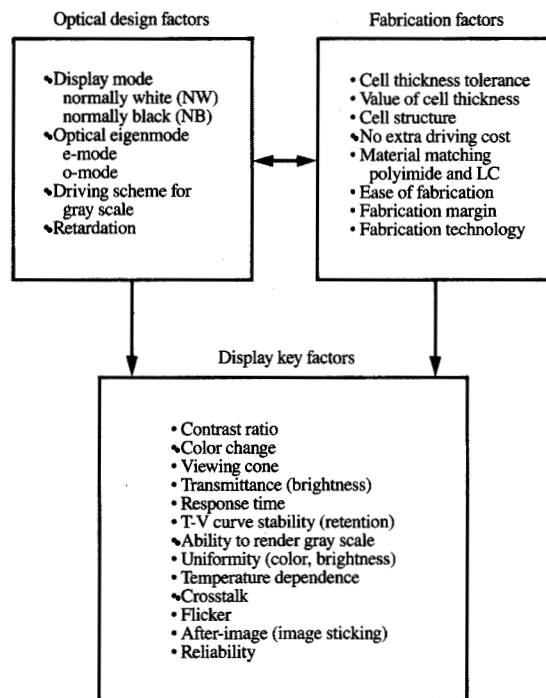 Optical design factors
• Display mode
normally white (NW)
normally black (NB)
• Optical eigenmode
e-mode
o-mode
• Driving scheme for
gray scale
• Retardation
Fabrication factors
• Cell thickness tolerance
• Value of cell thickness
• Cell structure
• No extra driving cost
• Material matching
polyimide and LC
• Ease of fabrication
• Fabrication margin
• Fabrication technology
Display key factors
• Contrast ratio
• Color change
• Viewing cone
• Transmittance (brightness)
• Response time
• T-V curve stability (retention)
• Ability to render gray scale
• Uniformity (color, brightness)
• Temperature dependence
• Crosstalk
• Flicker
• After-image (image sticking)
• Reliability